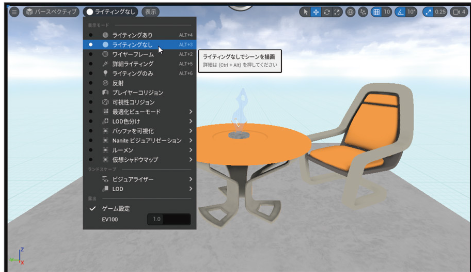 パースペクティブ ライティングなし 表示 10 10° 0.25 4
表示モード
ライティングあり ALT+4
ライティングなし ALT+3
ワイヤーフレーム ALT+2
詳細ライティング ALT+5
ライティングのみ ALT+6
反射
プレイヤーコリジョン
可視性コリジョン
最適化ビューモード
LOD色分け
バッファを可視化
Nanite ビジュアリゼーション
ルーメン
仮想シャドウマップ
ビジュアライザー
LOD
露出
ゲーム設定
EV100 1.0
ライティングなしでシーンを描画
詳細は [Ctrl + Alt] を押してください